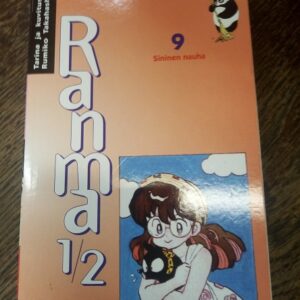 Tarina ja kuvitus
Rumiko Takahashi
9
Sininen nauha
Ranma
1/2